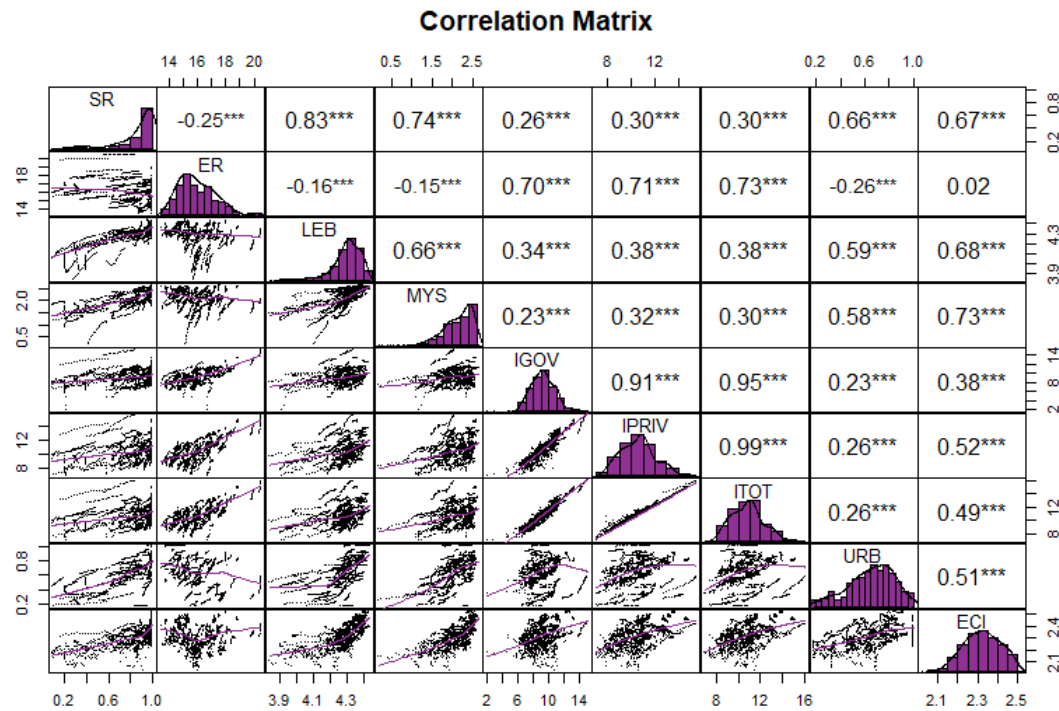 Correlation Matrix
14 16 18 20 0.5 1.5 2.5 8 12 0.2 0.6 1.0
SR -0.25*** 0.83*** 0.74*** 0.26*** 0.30*** 0.30*** 0.66*** 0.67*** 0.2 0.8
14 18 ER -0.16*** -0.15*** 0.70*** 0.71*** 0.73*** -0.26*** 0.02
LEB 0.66*** 0.34*** 0.38*** 0.38*** 0.59*** 0.68*** 3.9 4.3
0.5 2.0 MYS 0.23*** 0.32*** 0.30*** 0.58*** 0.73***
IGOV 0.91*** 0.95*** 0.23*** 0.38*** 2 8 14
8 12 IPRIV 0.99*** 0.26*** 0.52***
ITOT 0.26*** 0.49*** 8 12
0.2 0.8 URB 0.51***
ECI 2.1 2.4
0.2 0.6 1.0 3.9 4.1 4.3 2 6 10 14 8 12 16 2.1 2.3 2.5